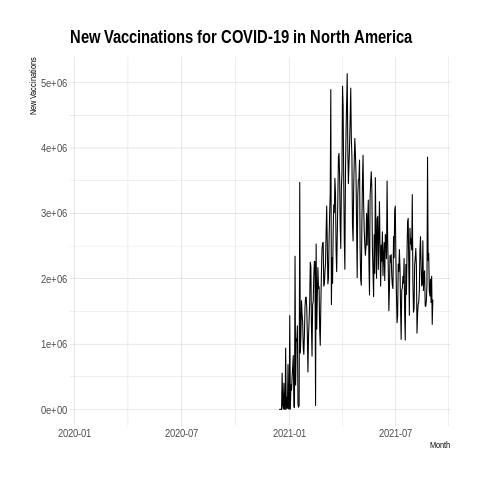 New Vaccinations for COVID-19 in North America
New Vaccinations
5e+06
4e+06
3e+06
2e+06
1e+06
0e+00
2020-01
2020-07
2021-01
2021-07
Month